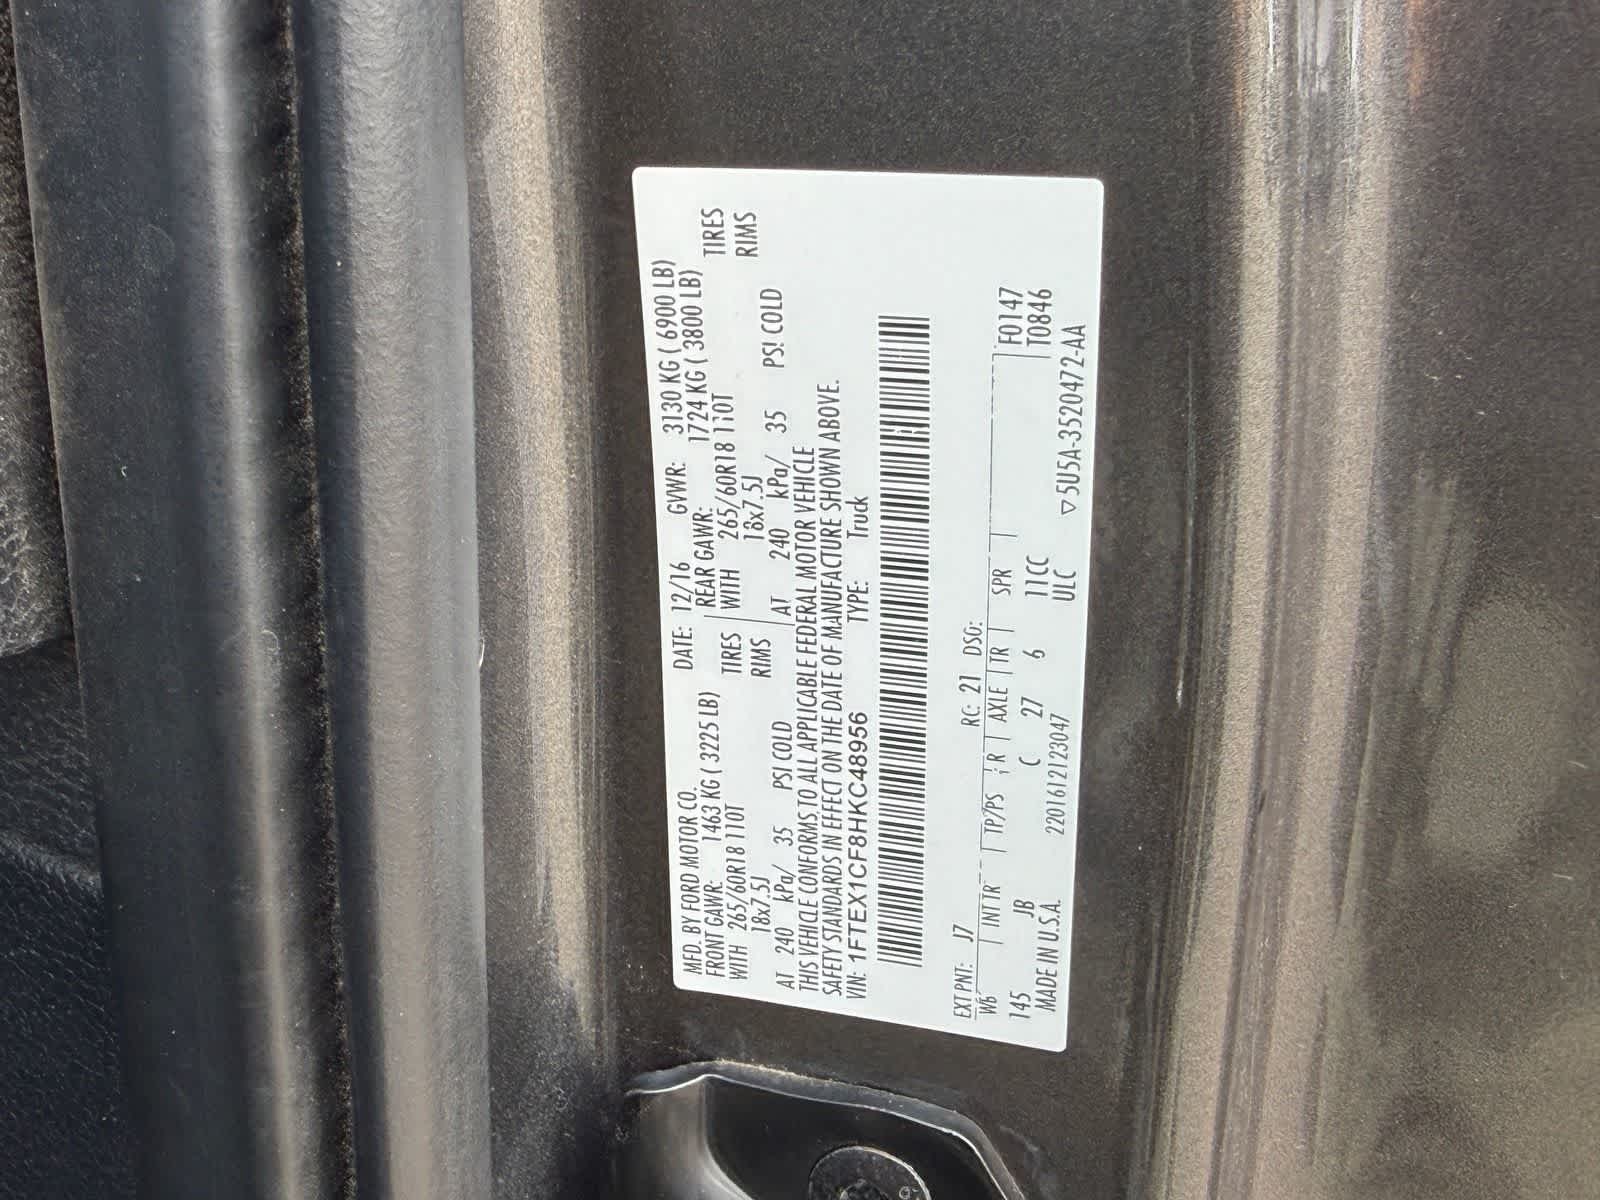 MFD. BY FORD MOTOR CO. DATE: 12/16 GVWR: 3130 KG ( 6900 LB)
FRONT GAWR: 1463 KG ( 3225 LB) REAR GAWR: 1724 KG ( 3800 LB)
WITH 265/60R18 110T TIRES WITH 265/60R18 110T TIRES
18x7.5J RIMS 18x7.5J RIMS
AT 240 kPa/ 35 PSI COLD AT 240 kPa/ 35 PSI COLD
THIS VEHICLE CONFORMS TO ALL APPLICABLE FEDERAL MOTOR VEHICLE
SAFETY STANDARDS IN EFFECT ON THE DATE OF MANUFACTURE SHOWN ABOVE.
VIN: 1FTEX1CF8HKC48956 TYPE: Truck
EXT PNT: J7 RC: 21 DSO:
WB INT TR TP/PS R AXLE TR SPR F0147
145 JB C 27 6 11CC T0846
MADE IN U.S.A. 2201612123047 ULC ▽5U5A-3520472-AA